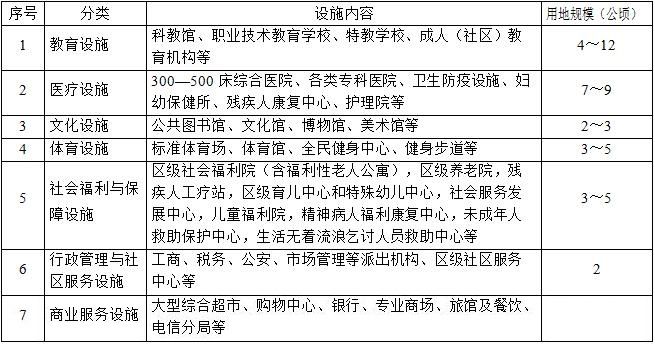 序号 分类 设施内容 用地规模（公顷）
1 教育设施 科教馆、职业技术教育学校、特教学校、成人（社区）教
育机构等 4～12
2 医疗设施 300—500 床综合医院、各类专科医院、卫生防疫设施、妇
幼保健所、残疾人康复中心、护理院等 7～9
3 文化设施 公共图书馆、文化馆、博物馆、美术馆等 2～3
4 体育设施 标准体育场、体育馆、全民健身中心、健身步道等 3～5
5 社会福利与保
障设施 区级社会福利院（含福利性老人公寓），区级养老院，残
疾人工疗站，区级育儿中心和特殊幼儿中心，社会服务发
展中心，儿童福利院，精神病人福利康复中心，未成年人
救助保护中心，生活无着流浪乞讨人员救助中心等 3～5
6 行政管理与社
区服务设施 工商、税务、公安、市场管理等派出机构、区级社区服务
中心等 2
7 商业服务设施 大型综合超市、购物中心、银行、专业商场、旅馆及餐饮、
电信分局等